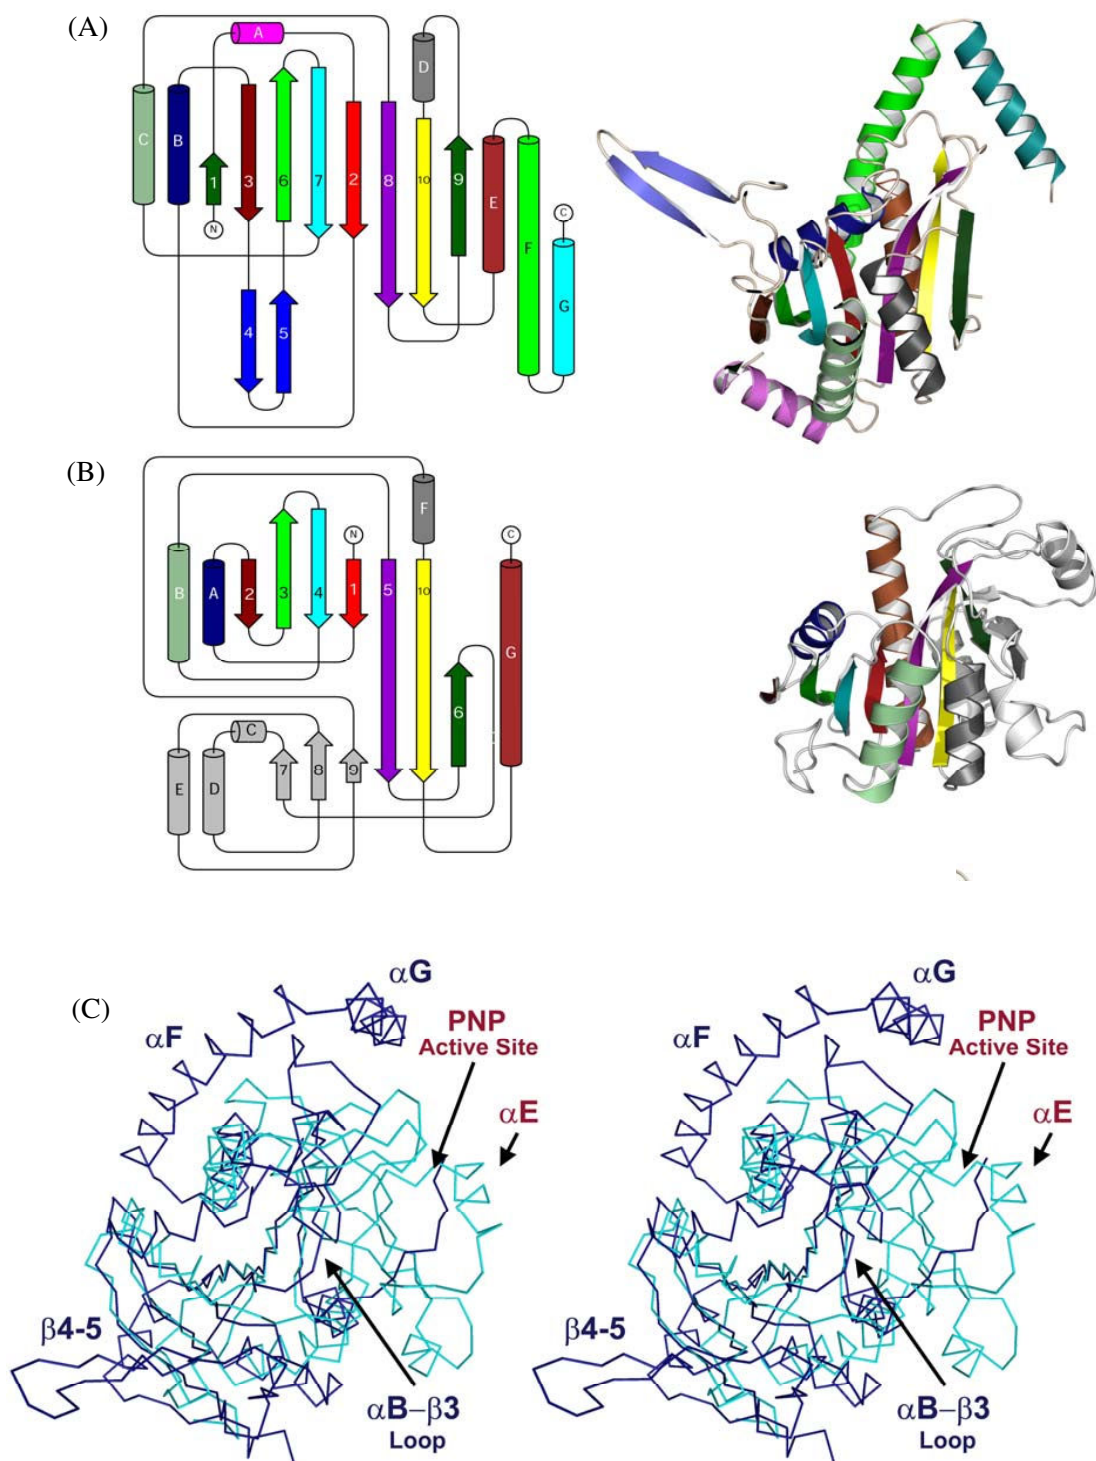 (A)
A
D
C
B
1
3
6
7
2
8
10
9
E
N
F
C
G
4
5
(B)
F
N
C
B
A
2
3
4
1
5
10
G
6
C
E
D
7
8
9
(C)
αG
αG
PNP
Active Site
PNP
Active Site
αF
αF
αE
αE
β4-5
β4-5
αB–β3
Loop
αB–β3
Loop